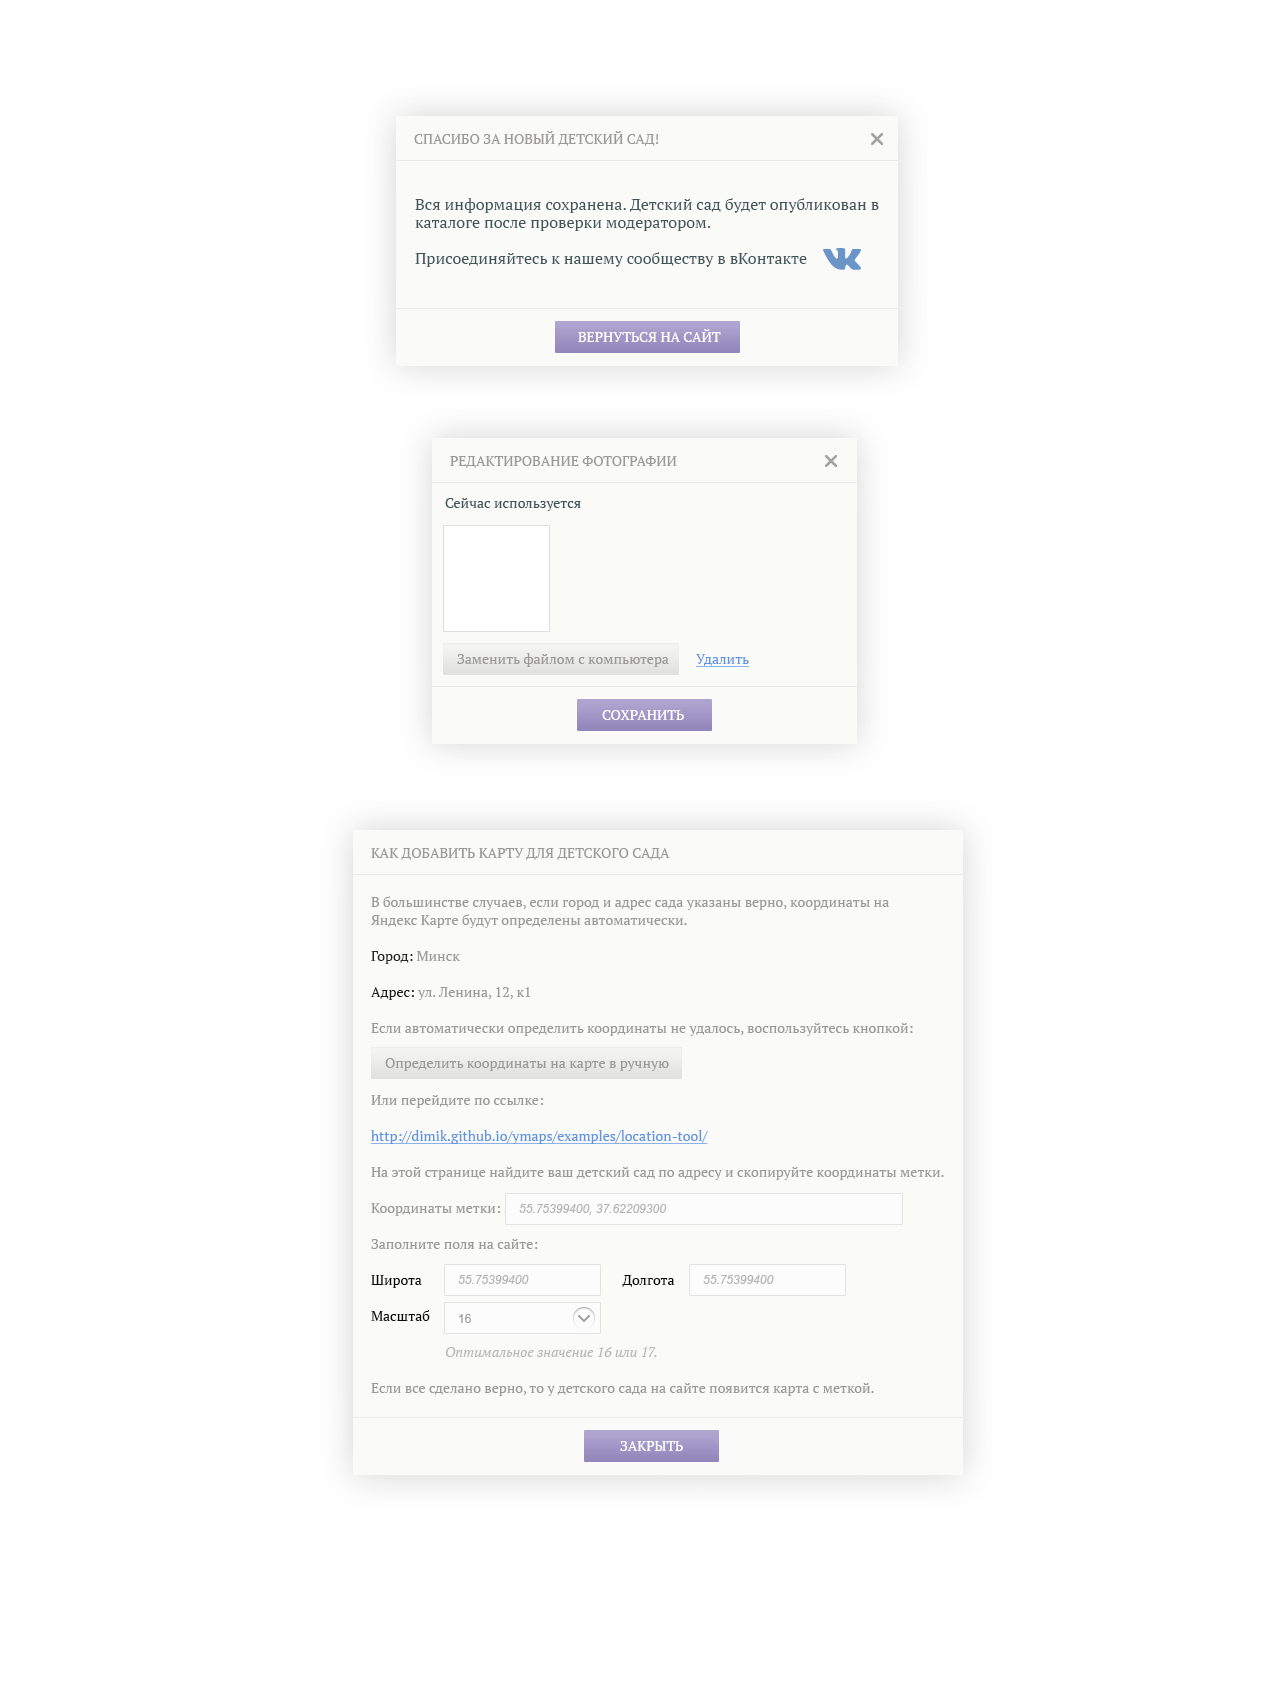 СПАСИБО ЗА НОВЫЙ ДЕТСКИЙ САД!
Вся информация сохранена. Детский сад будет опубликован в
каталоге после проверки модератором.
Присоединяйтесь к нашему сообществу в вКонтакте
ВЕРНУТЬСЯ НА САЙТ
РЕДАКТИРОВАНИЕ ФОТОГРАФИИ
Сейчас используется
Заменить файлом с компьютера Удалить
СОХРАНИТЬ
КАК ДОБАВИТЬ КАРТУ ДЛЯ ДЕТСКОГО САДА
В большинстве случаев, если город и адрес сада указаны верно, координаты на
Яндекс Карте будут определены автоматически.
Город: Минск
Адрес: ул. Ленина, 12, к1
Если автоматически определить координаты не удалось, воспользуйтесь кнопкой:
Определить координаты на карте в ручную
Или перейдите по ссылке:
http://dimik.github.io/ymaps/examples/location-tool/
На этой странице найдите ваш детский сад по адресу и скопируйте координаты метки.
Координаты метки: 55.75399400, 37.62209300
Заполните поля на сайте:
Широта 55.75399400 Долгота 55.75399400
Масштаб 16
Оптимальное значение 16 или 17.
Если все сделано верно, то у детского сада на сайте появится карта с меткой.
ЗАКРЫТЬ